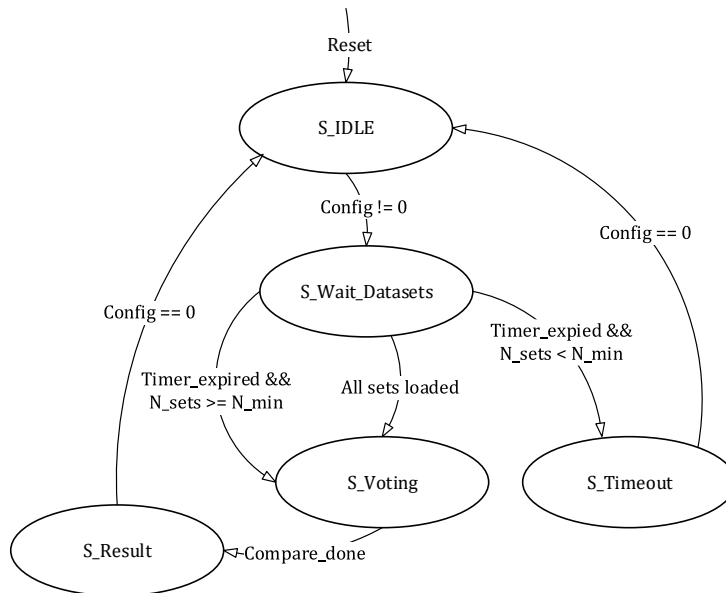 Reset
S_IDLE
Config != 0
Config == 0
S_Wait_Datasets
Config == 0
Timer_expied &&
N_sets < N_min
Timer_expired &&
N_sets >= N_min
All sets loaded
S_Voting
S_Timeout
S_Result
Compare_done